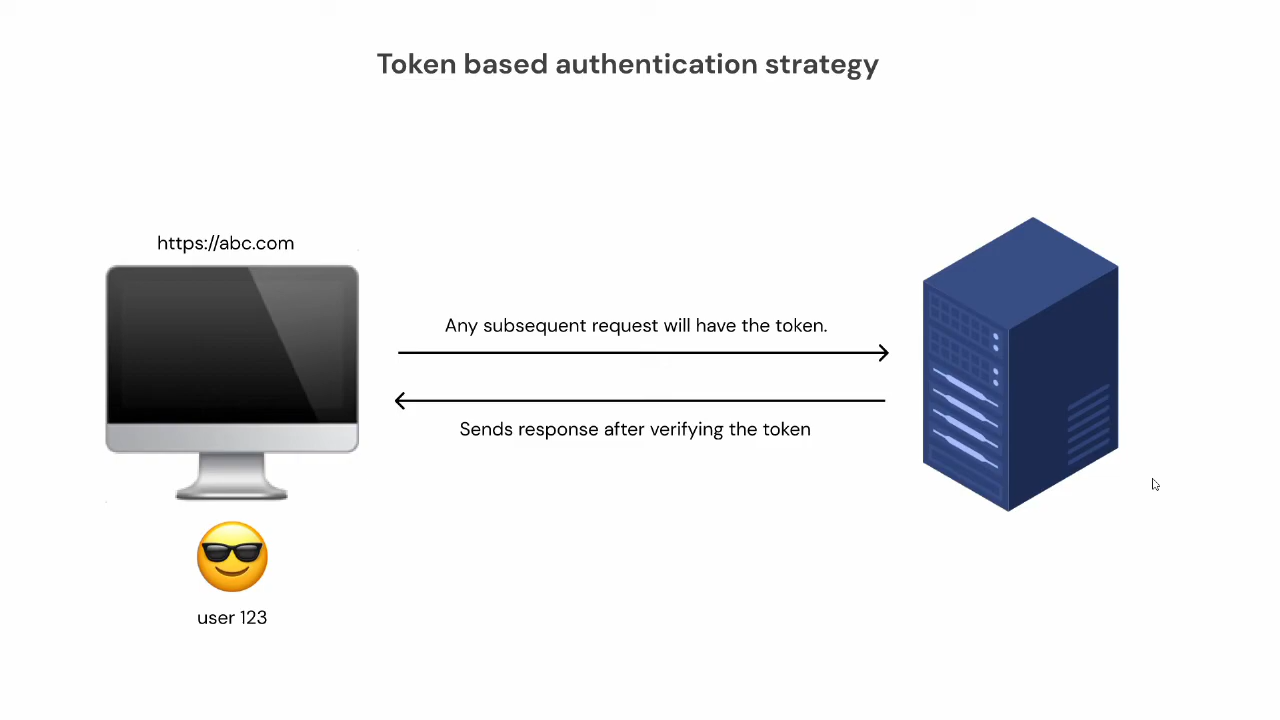 Token based authentication strategy
https://abc.com
Any subsequent request will have the token.
Sends response after verifying the token
user 123